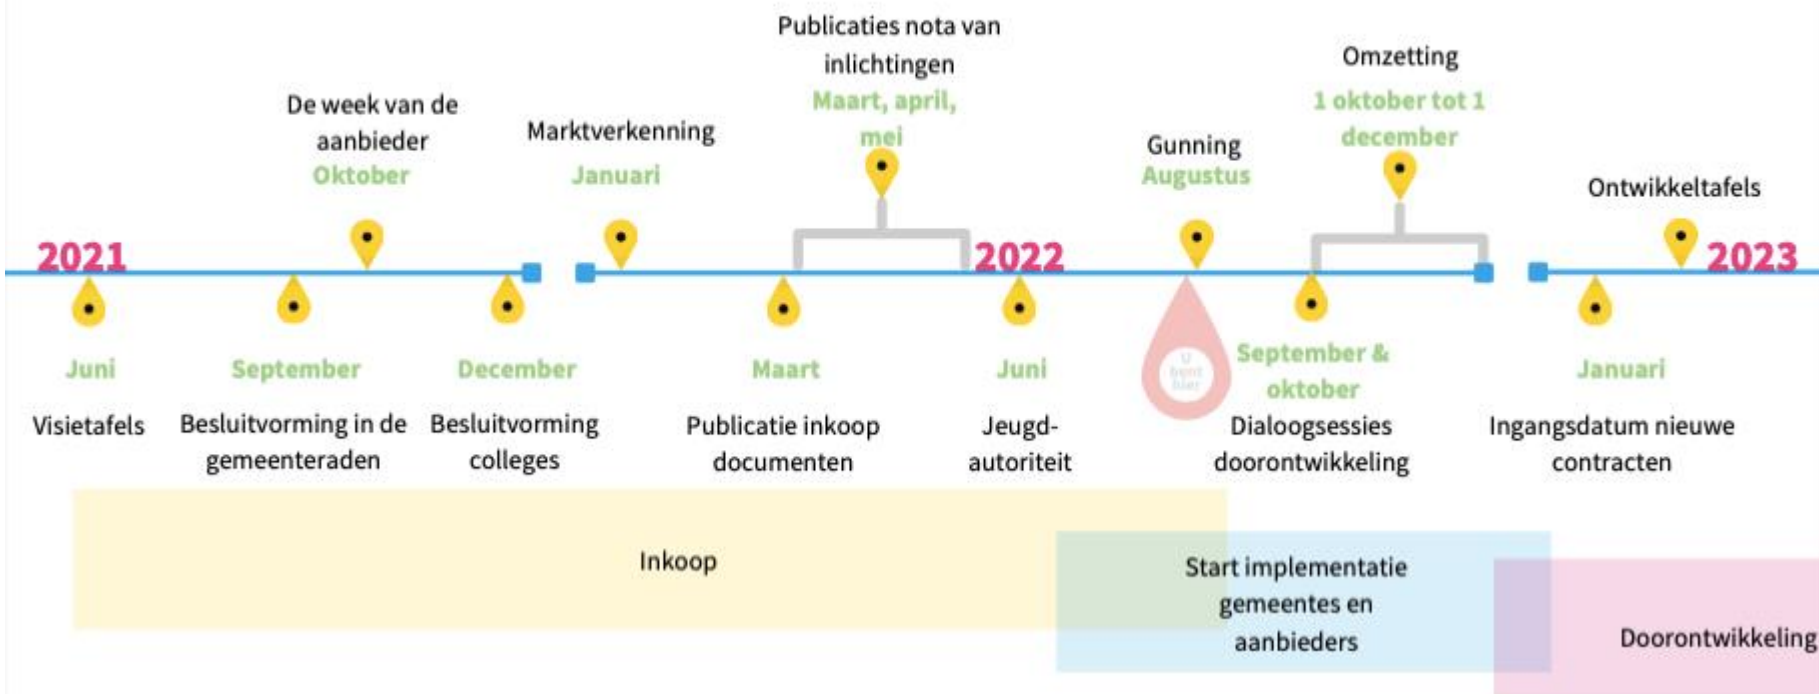 Publicaties nota van
inlichtingen
Maart, april,
mei
Omzetting
1 oktober tot 1
december
De week van de
aanbieder
Oktober
Marktverkenning
Januari
Gunning
Augustus
Ontwikkeltafels
2021
2022
2023
Juni
Visietafels
September
Besluitvorming in de
gemeenteraden
December
Besluitvorming
colleges
Maart
Publicatie inkoop
documenten
Juni
Jeugd-
autoriteit
U
bent
hier
September &
oktober
Dialoogsessies
doorontwikkeling
Januari
Ingangsdatum nieuwe
contracten
Inkoop
Start implementatie
gemeentes en
aanbieders
Doorontwikkeling